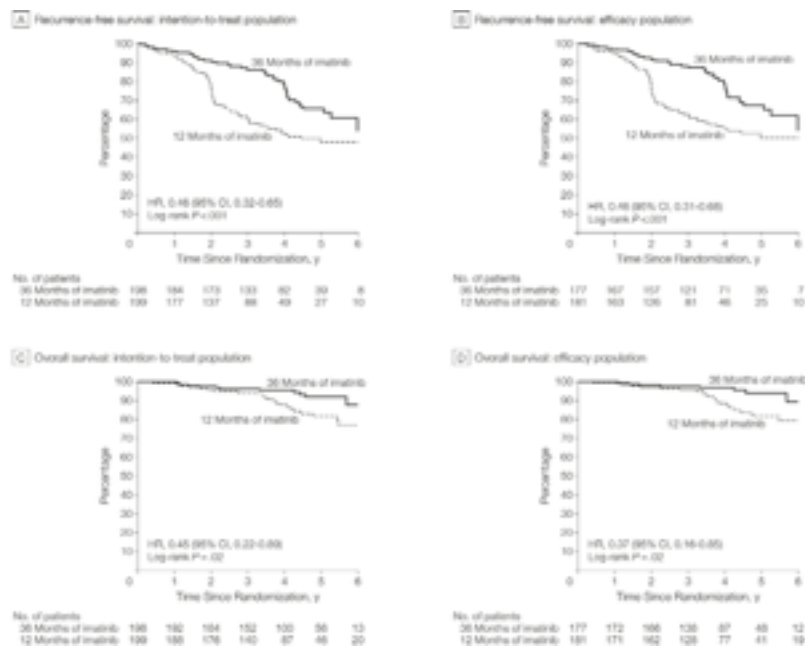 A Recurrence-free survival: intention-to-treat population
100
90
80
70
60
50
40
30
20
10
Percentage
36 Months of imatinib
12 Months of imatinib
HR, 0.46 (95% CI, 0.32-0.65)
Log-rank P<.001
0 1 2 3 4 5 6
Time Since Randomization, y
No. of patients
36 Months of imatinib 198 184 173 133 82 39 8
12 Months of imatinib 199 177 137 88 49 27 10
B Recurrence-free survival: efficacy population
100
90
80
70
60
50
40
30
20
10
Percentage
36 Months of imatinib
12 Months of imatinib
HR, 0.46 (95% CI, 0.31-0.68)
Log-rank P<.001
0 1 2 3 4 5 6
Time Since Randomization, y
No. of patients
36 Months of imatinib 177 167 157 121 71 35 7
12 Months of imatinib 181 163 81 46 25 10
C Overall survival: intention-to-treat population
100
90
80
70
60
50
40
30
20
10
Percentage
36 Months of imatinib
12 Months of imatinib
HR, 0.45 (95% CI, 0.22-0.89)
Log-rank P=.02
0 1 2 3 4 5 6
Time Since Randomization, y
No. of patients
36 Months of imatinib 198 192 184 152 100 56 13
12 Months of imatinib 199 188 176 140 87 46 20
D Overall survival: efficacy population
100
90
80
70
60
50
40
30
20
10
Percentage
36 Months of imatinib
12 Months of imatinib
HR, 0.37 (95% CI, 0.16-0.85)
Log-rank P=.02
0 1 2 3 4 5 6
Time Since Randomization, y
No. of patients
36 Months of imatinib 177 172 166 138 87 48 12
12 Months of imatinib 181 171 162 128 77 41 19